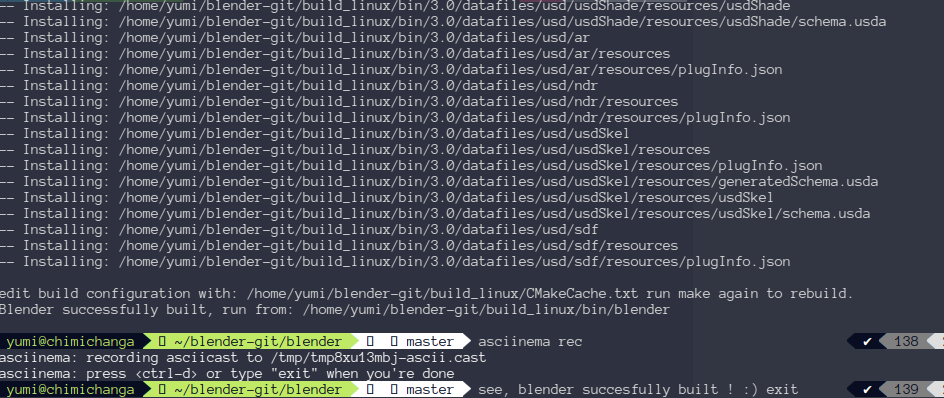 -- Installing: /home/yumi/blender-git/build_linux/bin/3.0/datafiles/usd/usdShade/resources/usdShade
-- Installing: /home/yumi/blender-git/build_linux/bin/3.0/datafiles/usd/usdShade/resources/usdShade/schema.usda
-- Installing: /home/yumi/blender-git/build_linux/bin/3.0/datafiles/usd/ar
-- Installing: /home/yumi/blender-git/build_linux/bin/3.0/datafiles/usd/ar/resources
-- Installing: /home/yumi/blender-git/build_linux/bin/3.0/datafiles/usd/ar/resources/plugInfo.json
-- Installing: /home/yumi/blender-git/build_linux/bin/3.0/datafiles/usd/ndr
-- Installing: /home/yumi/blender-git/build_linux/bin/3.0/datafiles/usd/ndr/resources
-- Installing: /home/yumi/blender-git/build_linux/bin/3.0/datafiles/usd/ndr/resources/plugInfo.json
-- Installing: /home/yumi/blender-git/build_linux/bin/3.0/datafiles/usd/usdSkel
-- Installing: /home/yumi/blender-git/build_linux/bin/3.0/datafiles/usd/usdSkel/resources
-- Installing: /home/yumi/blender-git/build_linux/bin/3.0/datafiles/usd/usdSkel/resources/plugInfo.json
-- Installing: /home/yumi/blender-git/build_linux/bin/3.0/datafiles/usd/usdSkel/resources/generatedSchema.usda
-- Installing: /home/yumi/blender-git/build_linux/bin/3.0/datafiles/usd/usdSkel/resources/usdSkel
-- Installing: /home/yumi/blender-git/build_linux/bin/3.0/datafiles/usd/usdSkel/resources/usdSkel/schema.usda
-- Installing: /home/yumi/blender-git/build_linux/bin/3.0/datafiles/usd/sdf
-- Installing: /home/yumi/blender-git/build_linux/bin/3.0/datafiles/usd/sdf/resources
-- Installing: /home/yumi/blender-git/build_linux/bin/3.0/datafiles/usd/sdf/resources/plugInfo.json
edit build configuration with: /home/yumi/blender-git/build_linux/CMakeCache.txt run make again to rebuild.
Blender successfully built, run from: /home/yumi/blender-git/build_linux/bin/blender
yumi@chimichanga ~/blender-git/blender master asciinema rec ✔ 138
asciinema: recording asciicast to /tmp/tmp8xu13mbj-ascii.cast
asciinema: press <ctrl-d> or type "exit" when you're done
yumi@chimichanga ~/blender-git/blender master see, blender succesfully built ! :) exit ✔ 139